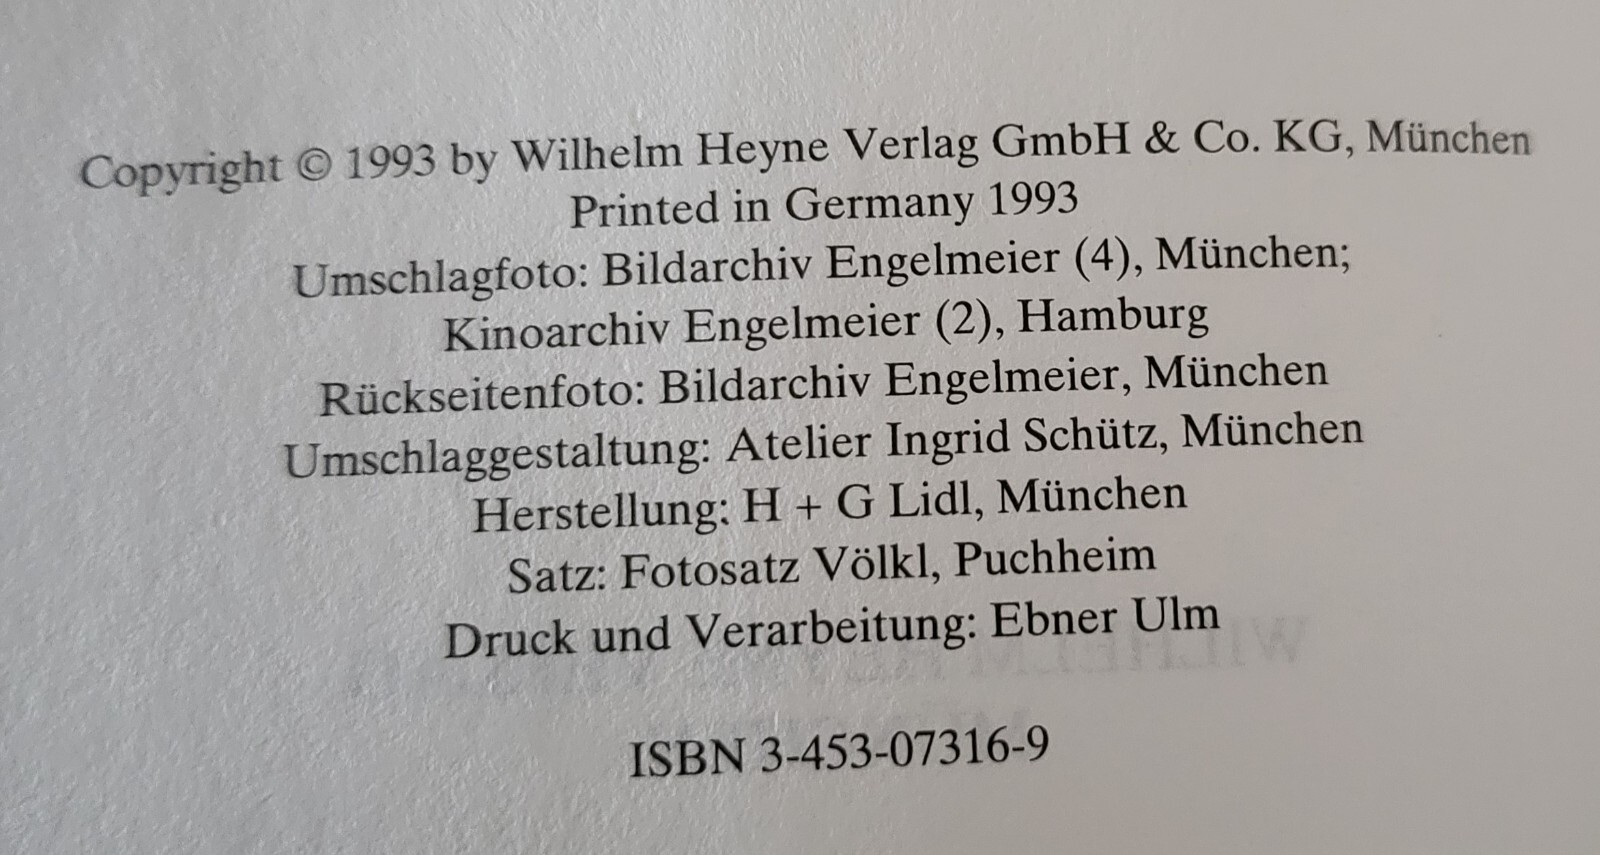 Copyright © 1993 by Wilhelm Heyne Verlag GmbH & Co. KG, München
Printed in Germany 1993
Umschlagfoto: Bildarchiv Engelmeier (4), München;
Kinoarchiv Engelmeier (2), Hamburg
Rückseitenfoto: Bildarchiv Engelmeier, München
Umschlaggestaltung: Atelier Ingrid Schütz, München
Herstellung: H + G Lidl, München
Satz: Fotosatz Völkl, Puchheim
Druck und Verarbeitung: Ebner Ulm
ISBN 3-453-07316-9